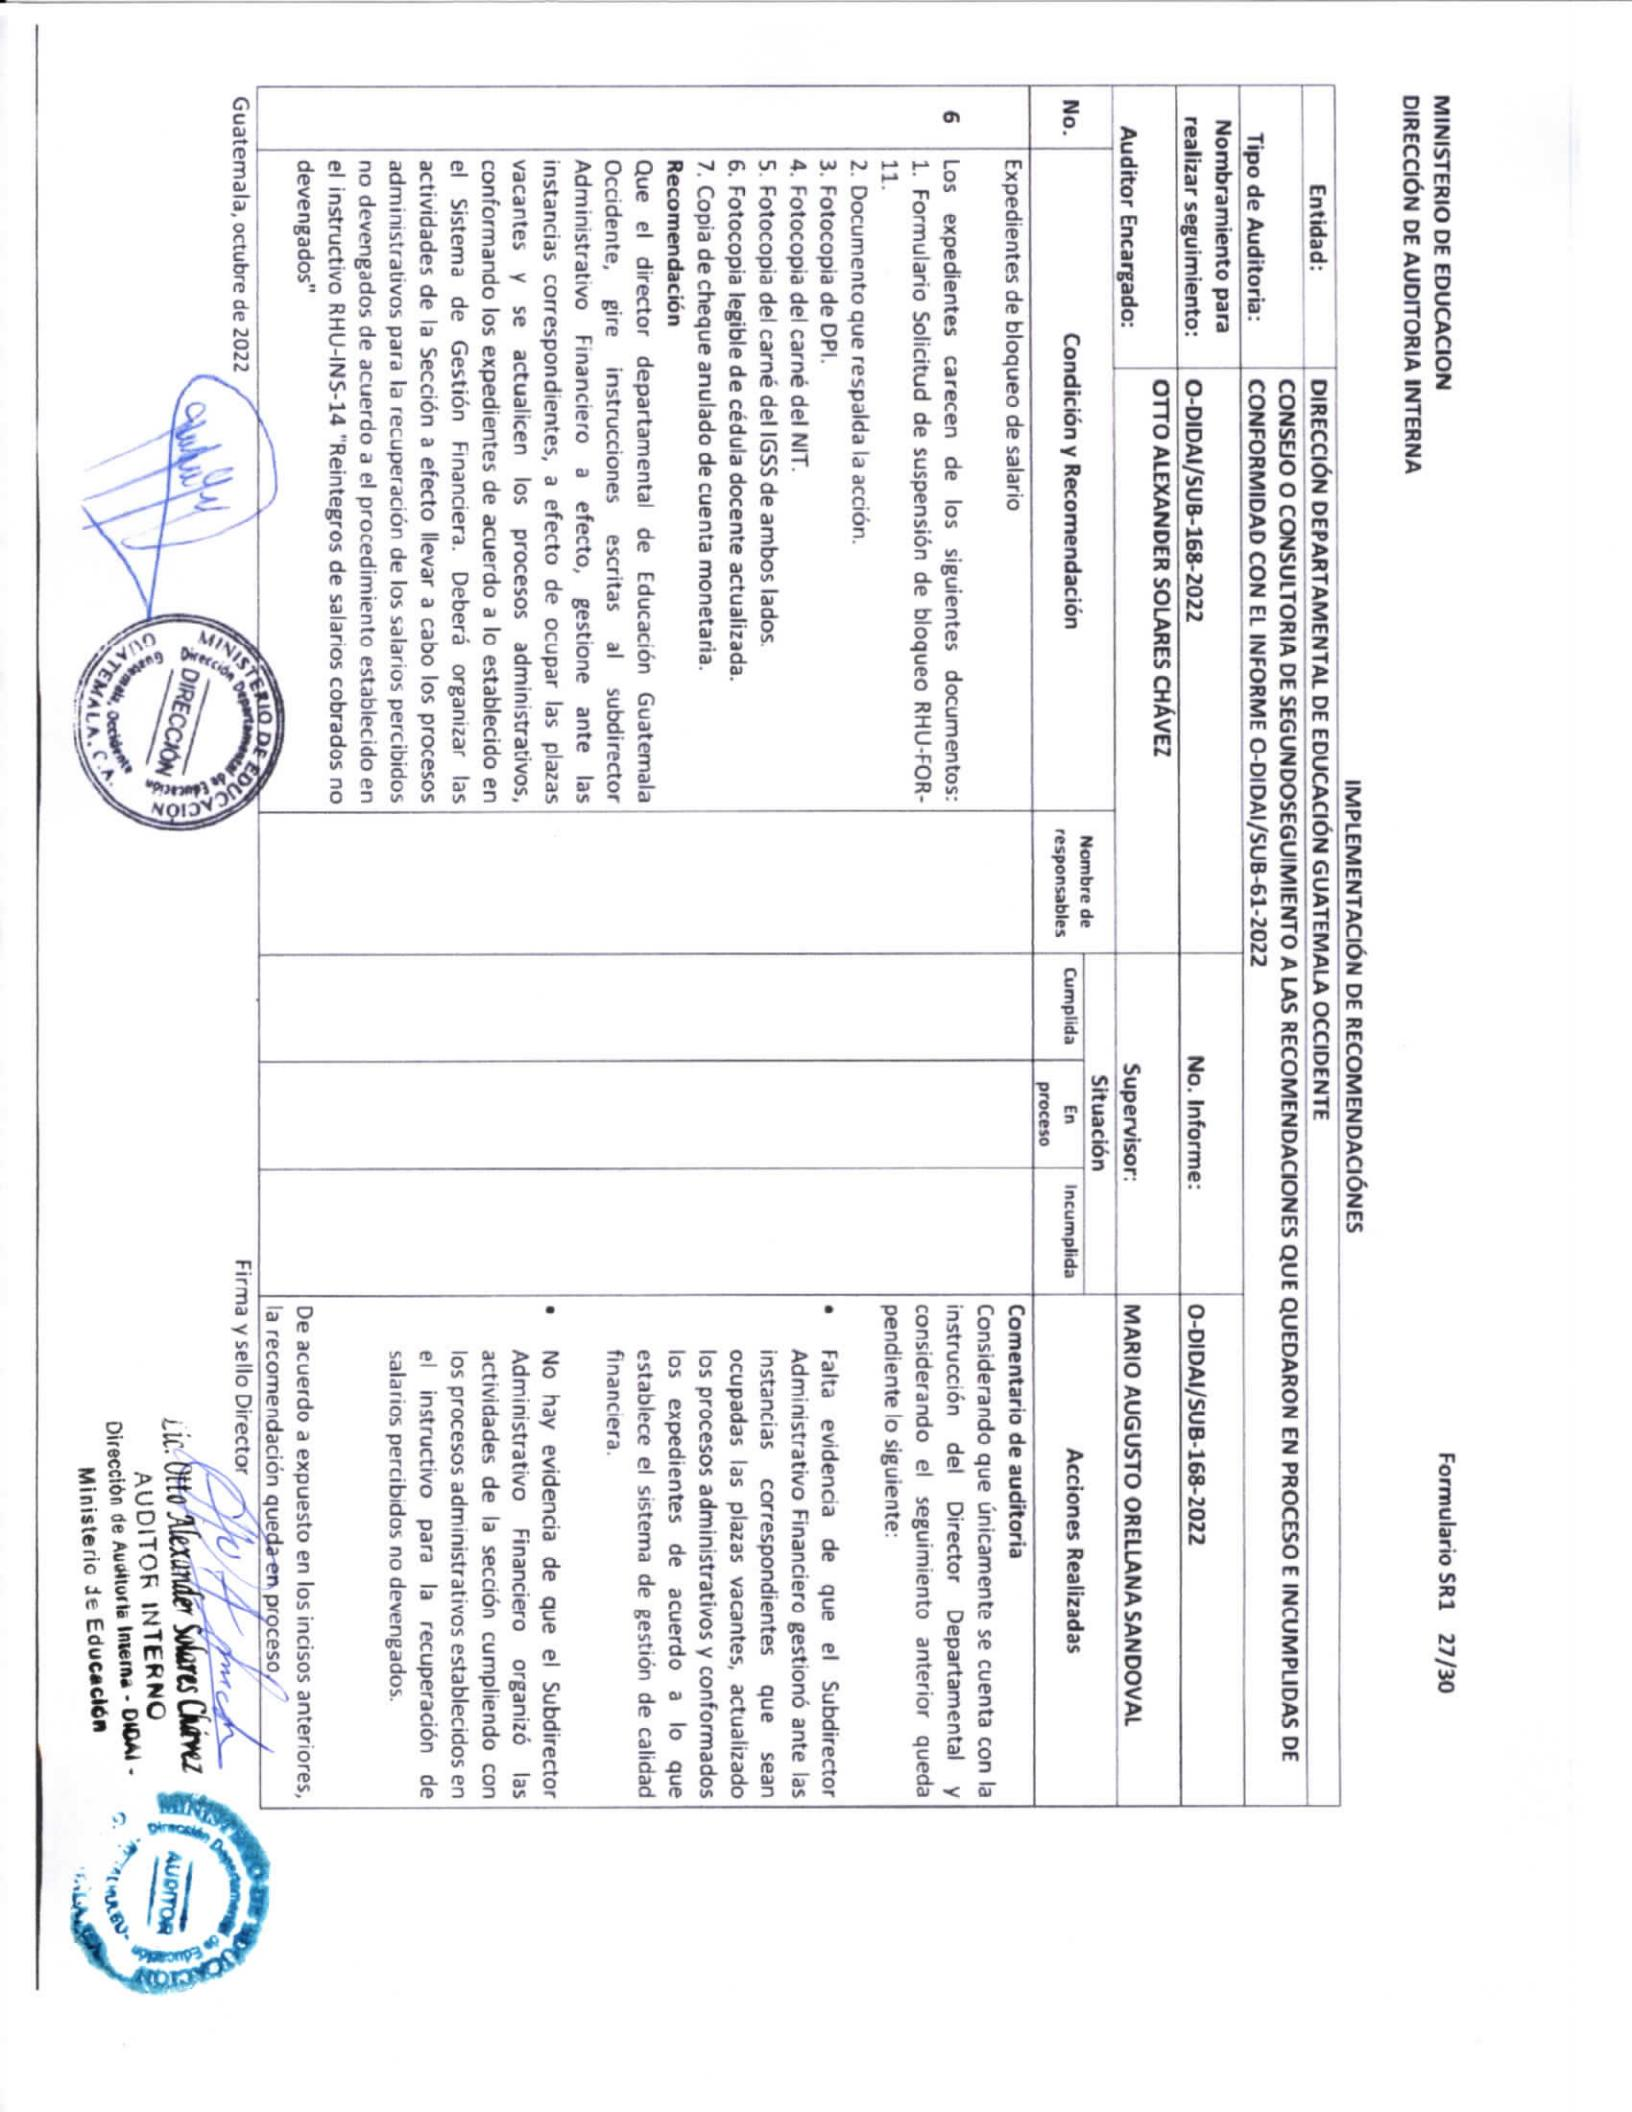 MINISTERIO DE EDUCACION
DIRECCIÓN DE AUDITORIA INTERNA
Formulario SR1 27/30
IMPLEMENTACIÓN DE RECOMENDACIÓNES
Entidad:
DIRECCIÓN DEPARTAMENTAL DE EDUCACIÓN GUATEMALA OCCIDENTE
Tipo de Auditoria:
CONSEJO O CONSULTORIA DE SEGUNDOSEGUIMIENTO A LAS RECOMENDACIONES QUE QUEDARON EN PROCESO E INCUMPLIDAS DE
CONFORMIDAD CON EL INFORME O-DIDAI/SUB-61-2022
Nombramiento para
realizar seguimiento:
O-DIDAI/SUB-168-2022
No. Informe:
O-DIDAI/SUB-168-2022
Auditor Encargado:
OTTO ALEXANDER SOLARES CHÁVEZ
Supervisor:
MARIO AUGUSTO ORELLANA SANDOVAL
No.
Condición y Recomendación
Nombre de
responsables
Situación
Cumplida
En
proceso
Incumplida
Acciones Realizadas
6
Expedientes de bloqueo de salario
Los expedientes carecen de los siguientes documentos:
1. Formulario Solicitud de suspensión de bloqueo RHU-FOR-
11.
2. Documento que respalda la acción.
3. Fotocopia de DPI.
4. Fotocopia del carné del NIT.
5. Fotocopia del carné del IGSS de ambos lados.
6. Fotocopia legible de cédula docente actualizada.
7. Copia de cheque anulado de cuenta monetaria.
Recomendación
Que el director departamental de Educación Guatemala
Occidente, gire instrucciones escritas al subdirector
Administrativo Financiero a efecto, gestione ante las
instancias correspondientes, a efecto de ocupar las plazas
vacantes y se actualicen los procesos administrativos,
conformando los expedientes de acuerdo a lo establecido en
el Sistema de Gestión Financiera. Deberá organizar las
actividades de la Sección a efecto llevar a cabo los procesos
administrativos para la recuperación de los salarios percibidos
no devengados de acuerdo a el procedimiento establecido en
el instructivo RHU-INS-14 "Reintegros de salarios cobrados no
devengados"
Comentario de auditoria
Considerando que únicamente se cuenta con la
instrucción del Director Departamental y
considerando el seguimiento anterior queda
pendiente lo siguiente:
• Falta evidencia de que el Subdirector
Administrativo Financiero gestionó ante las
instancias correspondientes que sean
ocupadas las plazas vacantes, actualizado
los procesos administrativos y conformados
los expedientes de acuerdo a lo que
establece el sistema de gestión de calidad
financiera.
• No hay evidencia de que el Subdirector
Administrativo Financiero organizó las
actividades de la sección cumpliendo con
los procesos administrativos establecidos en
el instructivo para la recuperación de
salarios percibidos no devengados.
De acuerdo a expuesto en los incisos anteriores,
la recomendación queda en proceso.
Guatemala, octubre de 2022
Firma y sello Director
MINISTERIO DE EDUCACIÓN
Dirección Departamental de Educación
DIRECCIÓN
Guatemala, Occidente
GUATEMALA, C.A.
Lic. Otto Alexander Solares Chávez
AUDITOR INTERNO
Dirección de Auditoría Interna - DIDAI -
Ministerio de Educación
MINISTERIO DE EDUCACION
Dirección Departamental de Educación
AUDITOR